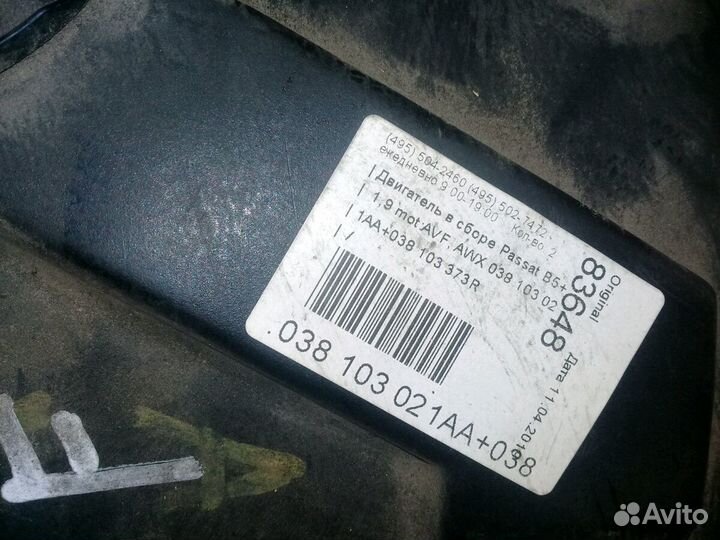 (495) 504-2460 (495) 502-7472 -
ежедневно 9.00-19:00 Кол-во 2
| Двигатель в сборе Passat B5+
| 1,9 mot:AVF, AWX 038 103 02
| 1AA+038 103 373R
| /
.038 103 021AA+038
Original
83648
Дата 11.04.201
F
A
Avito